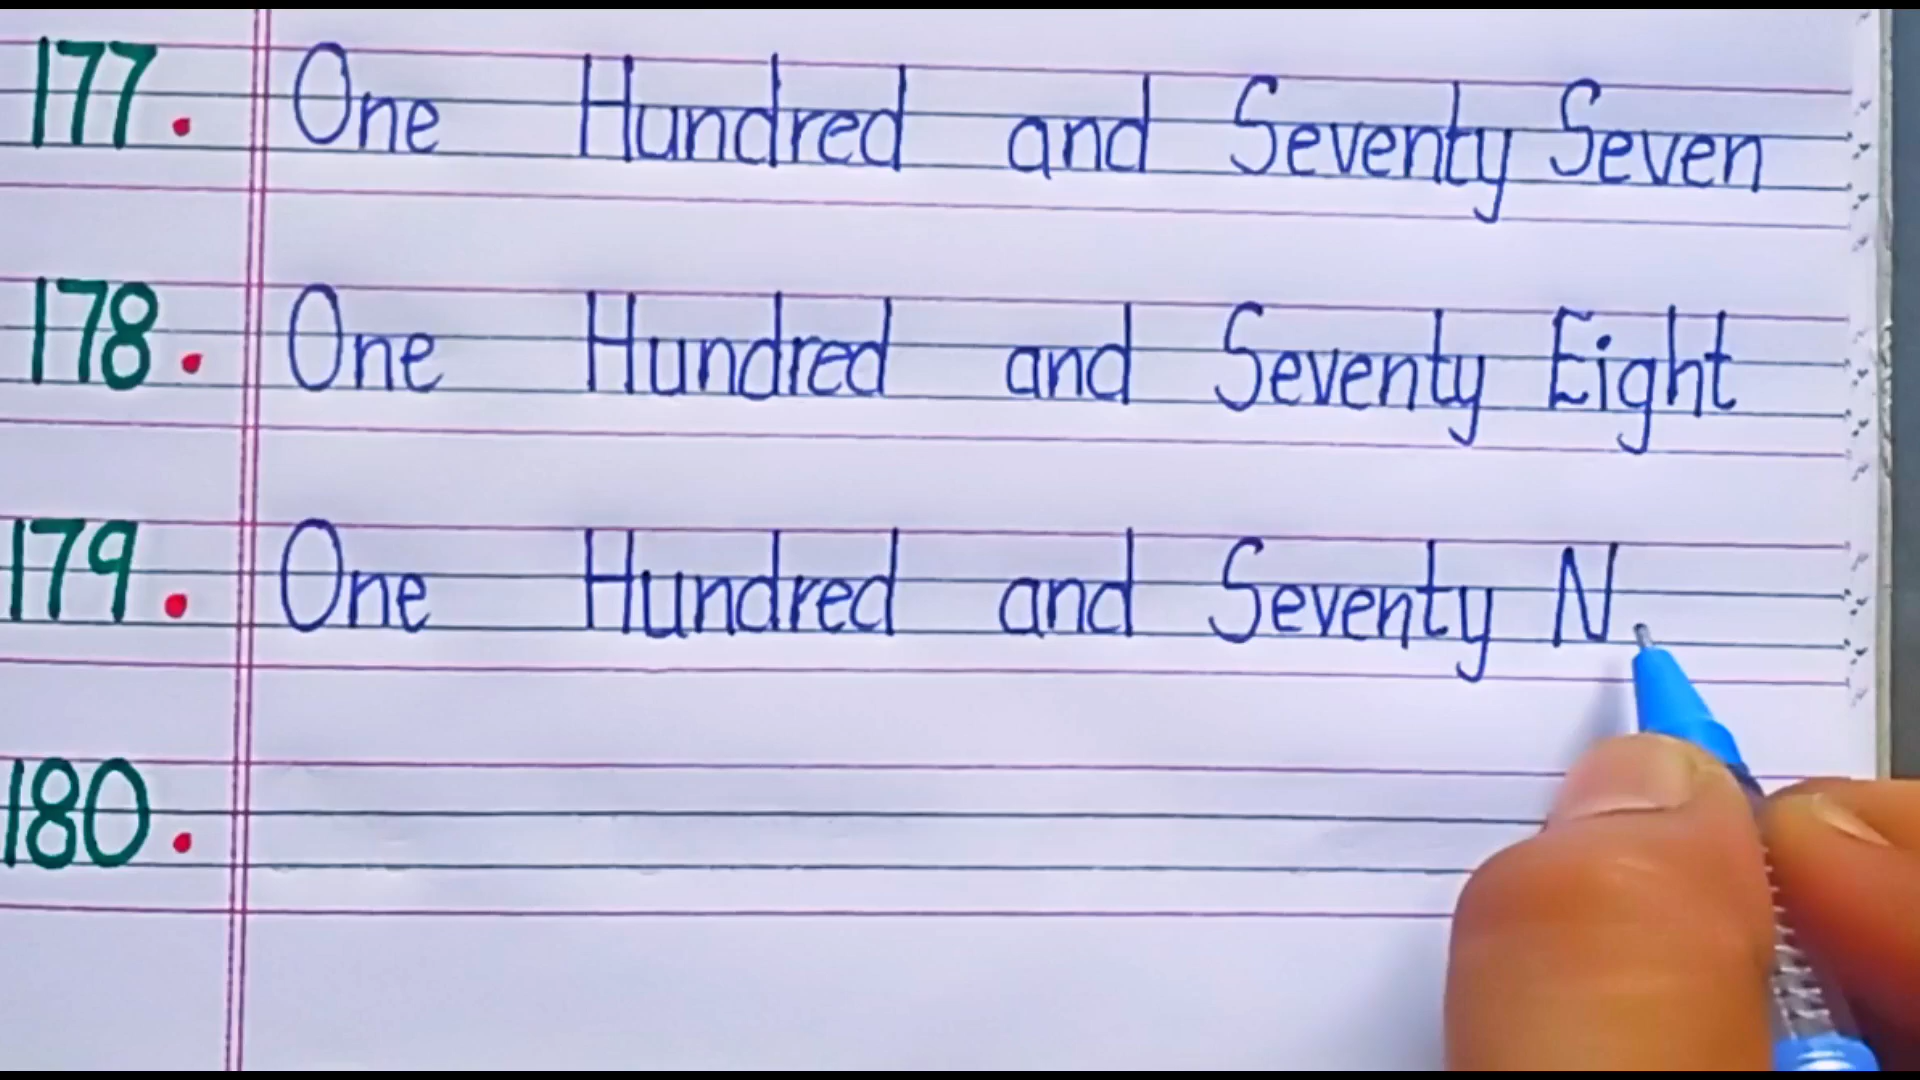 177. One Hundred and Seventy Seven
178. One Hundred and Seventy Eight
179. One Hundred and Seventy N
180.